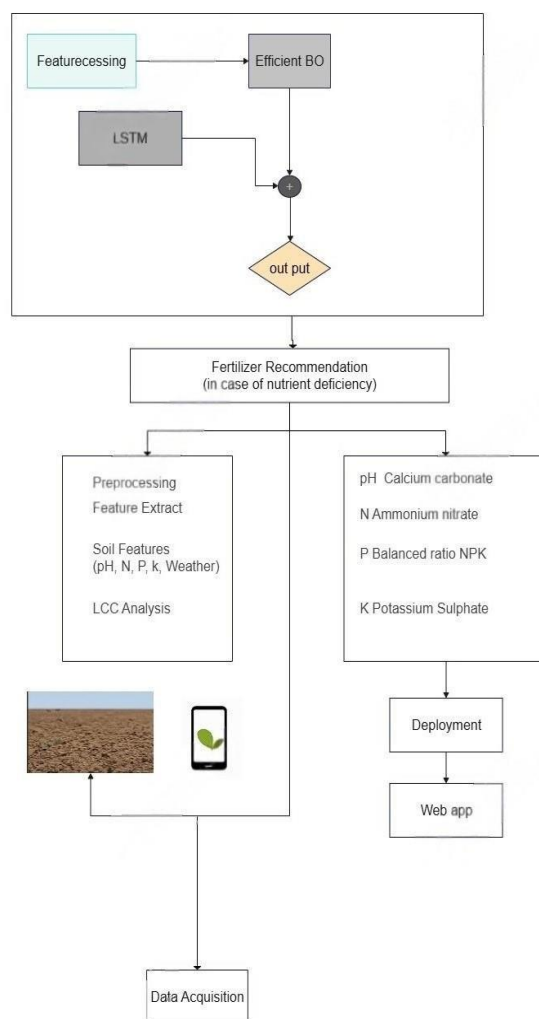 Featurecessing
Efficient BO
LSTM
+
out put
Fertilizer Recommendation
(in case of nutrient deficiency)
Preprocessing
Feature Extract
Soil Features
(pH, N, P, k, Weather)
LCC Analysis
pH Calcium carbonate
N Ammonium nitrate
P Balanced ratio NPK
K Potassium Sulphate
Deployment
Web app
Data Acquisition